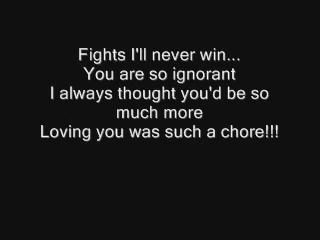 Fights I'll never win...
You are so ignorant
I always thought you'd be so
much more
Loving you was such a chore!!!